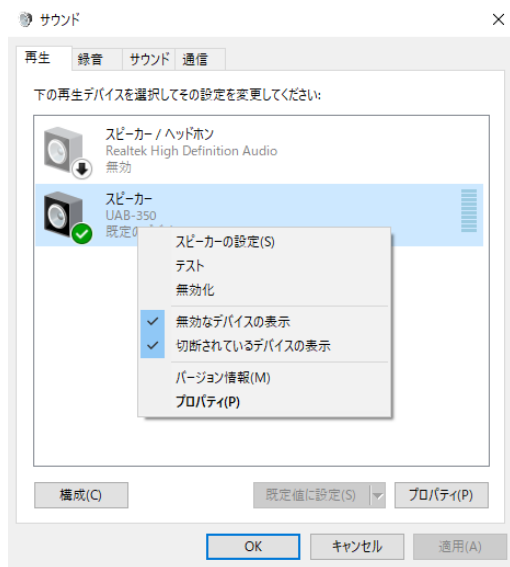 サウンド
再生
録音
サウンド
通信
下の再生デバイスを選択してその設定を変更してください:
スピーカー / ヘッドホン
Realtek High Definition Audio
無効
スピーカー
UAB-350
既定の
スピーカーの設定(S)
テスト
無効化
無効なデバイスの表示
切断されているデバイスの表示
バージョン情報(M)
プロパティ(P)
構成(C)
既定値に設定(S)
プロパティ(P)
OK
キャンセル
適用(A)